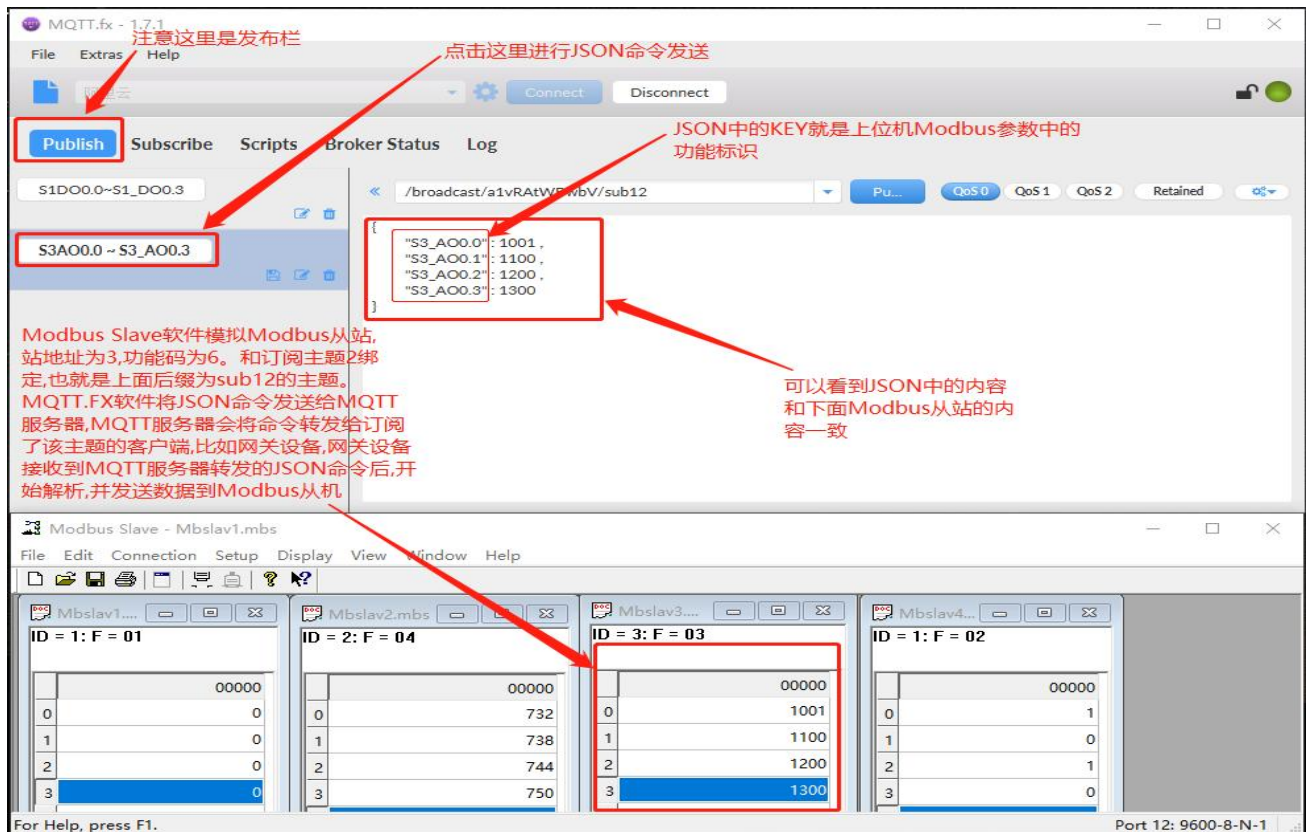 MQTT.fx - 1.7.1
注意这里是发布栏
File Extras Help
点击这里进行JSON命令发送
Connect Disconnect
JSON中的KEY就是上位机Modbus参数中的
功能标识
Publish Subscribe Scripts Broker Status Log
S1DO0.0~S1_DO0.3
/broadcast/a1vRAtW wbV/sub12
Pu... QoS 0 QoS 1 QoS 2 Retained
S3AO0.0 ~ S3_AO0.3
{
"S3_AO0.0" : 1001 ,
"S3_AO0.1" : 1100 ,
"S3_AO0.2" : 1200 ,
"S3_AO0.3" : 1300
}
Modbus Slave软件模拟Modbus从站,
站地址为3,功能码为6。和订阅主题2绑
定,也就是上面后缀为sub12的主题。
MQTT.FX软件将JSON命令发送给MQTT
服务器,MQTT服务器会将命令转发给订阅
了该主题的客户端,比如网关设备,网关设备
接收到MQTT服务器转发的JSON命令后,开
始解析,并发送数据到Modbus从机
可以看到JSON中的内容
和下面Modbus从站的内
容一致
Modbus Slave - Mbslav1.mbs
File Edit Connection Setup Display View Window Help
Mbslav1....
ID = 1: F = 01
00000
0 0
1 0
2 0
3 0
Mbslav2.mbs
ID = 2: F = 04
00000
0 732
1 738
2 744
3 750
Mbslav3....
ID = 3: F = 03
00000
0 1001
1 1100
2 1200
3 1300
Mbslav4...
ID = 1: F = 02
00000
0 1
1 0
2 1
3 0
For Help, press F1.
Port 12: 9600-8-N-1